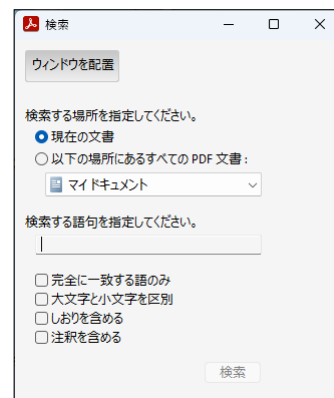 検索
ウィンドウを配置
検索する場所を指定してください。
現在の文書
以下の場所にあるすべての PDF 文書 :
マイ ドキュメント
検索する語句を指定してください。
完全に一致する語のみ
大文字と小文字を区別
しおりを含める
注釈を含める
検索